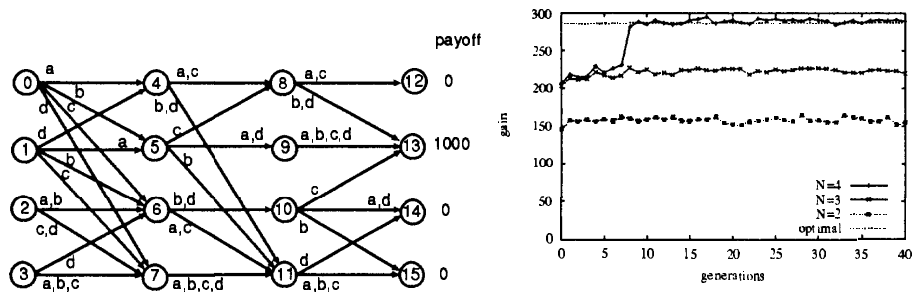 payoff
0 a 4 a,c 8 a,c 12 0
b
c
d
b,d
b,d
1 d a 5 c a,d 9 a,b,c,d 13 1000
b
c
b
2 a,b 6 b,d 10 c a,d 14 0
c,d
a,c
b
3 d 7 a,b,c,d 11 d 15 0
a,b,c
a,b,c
300
250
200
150
100
50
0
gain
N=4
N=3
N=2
optimal
0 5 10 15 20 25 30 35 40
generations